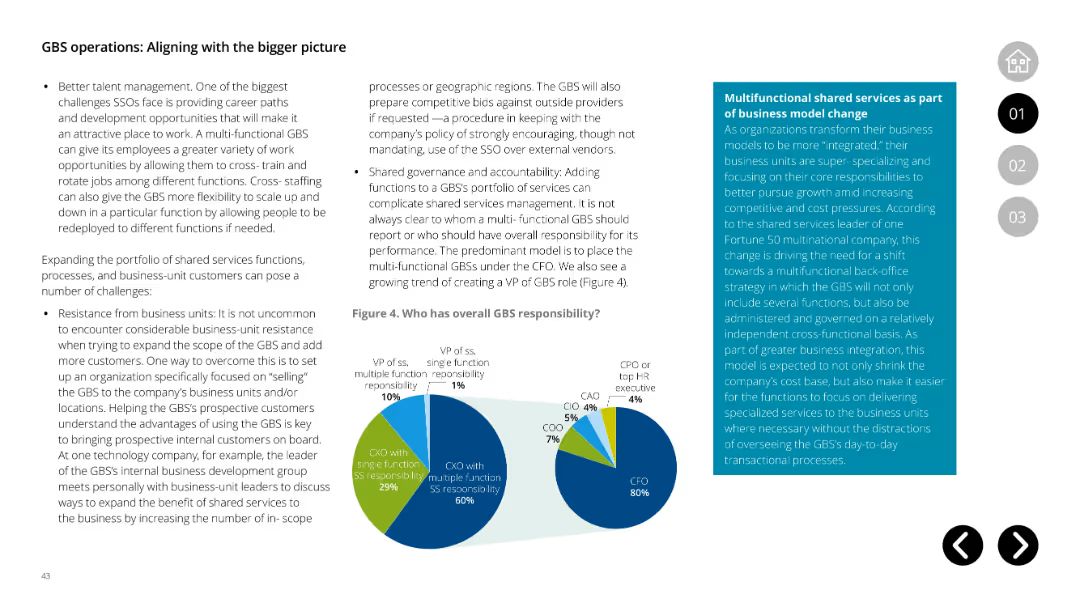 GBS operations: Aligning with the bigger picture
• Better talent management. One of the biggest
challenges SSOs face is providing career paths
and development opportunities that will make it
an attractive place to work. A multi-functional GBS
can give its employees a greater variety of work
opportunities by allowing them to cross- train and
rotate jobs among different functions. Cross- staffing
can also give the GBS more flexibility to scale up and
down in a particular function by allowing people to be
redeployed to different functions if needed.
Expanding the portfolio of shared services functions,
processes, and business-unit customers can pose a
number of challenges:
• Resistance from business units: It is not uncommon
to encounter considerable business-unit resistance
when trying to expand the scope of the GBS and add
more customers. One way to overcome this is to set
up an organization specifically focused on “selling”
the GBS to the company’s business units and/or
locations. Helping the GBS’s prospective customers
understand the advantages of using the GBS is key
to bringing prospective internal customers on board.
At one technology company, for example, the leader
of the GBS’s internal business development group
meets personally with business-unit leaders to discuss
ways to expand the benefit of shared services to
the business by increasing the number of in- scope
processes or geographic regions. The GBS will also
prepare competitive bids against outside providers
if requested —a procedure in keeping with the
company’s policy of strongly encouraging, though not
mandating, use of the SSO over external vendors.
• Shared governance and accountability: Adding
functions to a GBS’s portfolio of services can
complicate shared services management. It is not
always clear to whom a multi- functional GBS should
report or who should have overall responsibility for its
performance. The predominant model is to place the
multi-functional GBSs under the CFO. We also see a
growing trend of creating a VP of GBS role (Figure 4).
Figure 4. Who has overall GBS responsibility?
VP of ss,
multiple function
reponsibility
10%
VP of ss,
single function
reponsibility
1%
CXO with
single function
SS responsibility
29%
CXO with
multiple function
SS responsibility
60%
CPO or
top HR
executive
4%
CAO
4%
CIO
5%
COO
7%
CFO
80%
Multifunctional shared services as part
of business model change
As organizations transform their business
models to be more “integrated,” their
business units are super- specializing and
focusing on their core responsibilities to
better pursue growth amid increasing
competitive and cost pressures. According
to the shared services leader of one
Fortune 50 multinational company, this
change is driving the need for a shift
towards a multifunctional back-office
strategy in which the GBS will not only
include several functions, but also be
administered and governed on a relatively
independent cross-functional basis. As
part of greater business integration, this
model is expected to not only shrink the
company’s cost base, but also make it easier
for the functions to focus on delivering
specialized services to the business units
where necessary without the distractions
of overseeing the GBS’s day-to-day
transactional processes.
01
02
03
43